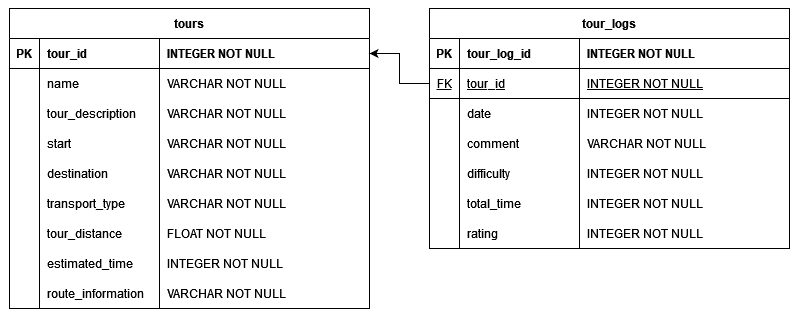 tours
PK tour_id INTEGER NOT NULL
name VARCHAR NOT NULL
tour_description VARCHAR NOT NULL
start VARCHAR NOT NULL
destination VARCHAR NOT NULL
transport_type VARCHAR NOT NULL
tour_distance FLOAT NOT NULL
estimated_time INTEGER NOT NULL
route_information VARCHAR NOT NULL
tour_logs
PK tour_log_id INTEGER NOT NULL
FK tour_id INTEGER NOT NULL
date INTEGER NOT NULL
comment VARCHAR NOT NULL
difficulty INTEGER NOT NULL
total_time INTEGER NOT NULL
rating INTEGER NOT NULL